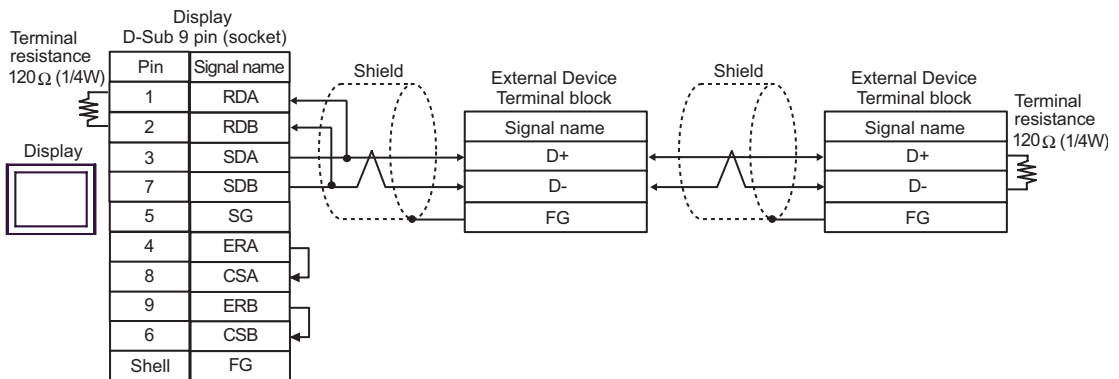 Display
D-Sub 9 pin (socket)
Terminal
resistance
120Ω (1/4W)
Pin Signal name
1 RDA
2 RDB
3 SDA
7 SDB
5 SG
4 ERA
8 CSA
9 ERB
6 CSB
Shell FG
Display
Shield
External Device
Terminal block
Signal name
D+
D-
FG
Shield
External Device
Terminal block
Signal name
D+
D-
FG
Terminal
resistance
120Ω (1/4W)